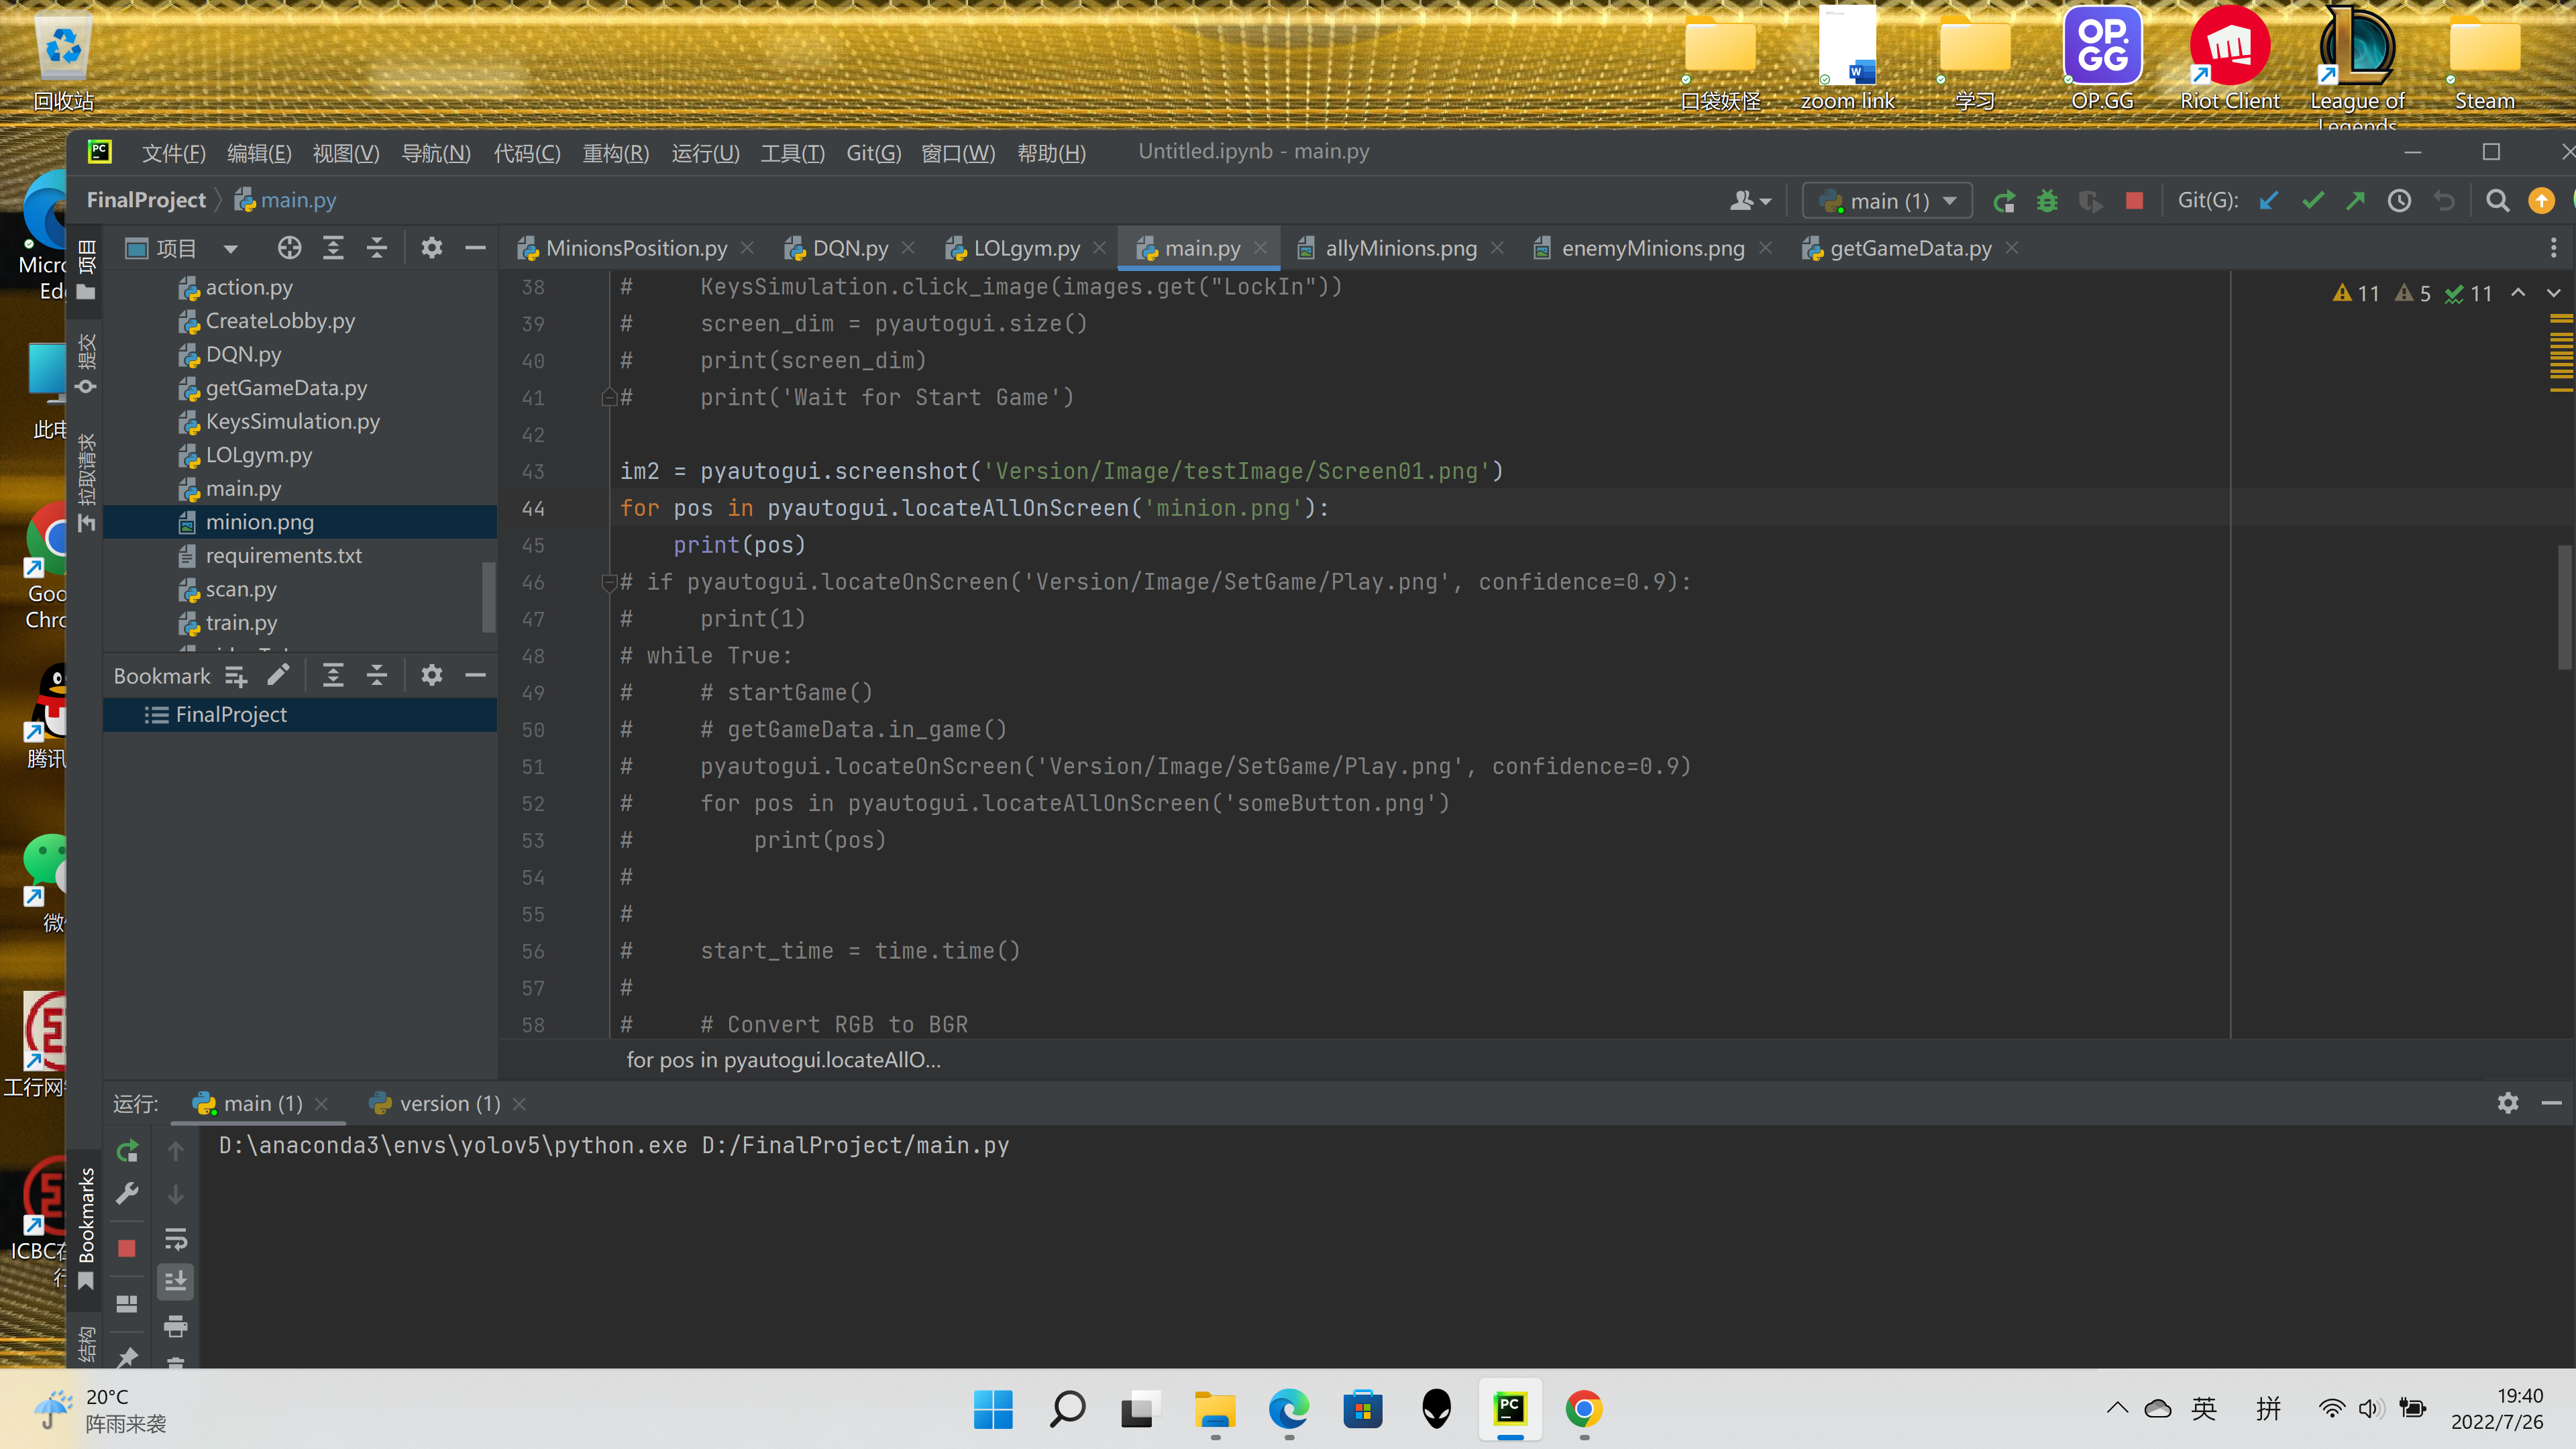 回收站
口袋妖怪
zoom link
学习
OP.GG
OP.GG
Riot Client
League of
Legends
Steam
PC
文件(F)
编辑(E)
视图(V)
导航(N)
代码(C)
重构(R)
运行(U)
工具(T)
Git(G)
窗口(W)
帮助(H)
Untitled.ipynb - main.py
FinalProject
main.py
main (1)
Git(G):
项目
MinionsPosition.py
DQN.py
LOLgym.py
main.py
allyMinions.png
enemyMinions.png
getGameData.py
项目
提交
拉取请求
action.py
CreateLobby.py
DQN.py
getGameData.py
KeysSimulation.py
LOLgym.py
main.py
minion.png
requirements.txt
scan.py
train.py
Bookmark
FinalProject
11 5 11
38 #     KeysSimulation.click_image(images.get("LockIn"))
39 #     screen_dim = pyautogui.size()
40 #     print(screen_dim)
41 #     print('Wait for Start Game')
42
43 im2 = pyautogui.screenshot('Version/Image/testImage/Screen01.png')
44 for pos in pyautogui.locateAllOnScreen('minion.png'):
45     print(pos)
46 # if pyautogui.locateOnScreen('Version/Image/SetGame/Play.png', confidence=0.9):
47 #     print(1)
48 # while True:
49 #     # startGame()
50 #     # getGameData.in_game()
51 #     pyautogui.locateOnScreen('Version/Image/SetGame/Play.png', confidence=0.9)
52 #     for pos in pyautogui.locateAllOnScreen('someButton.png')
53 #         print(pos)
54 #
55 #
56 #     start_time = time.time()
57 #
58 #     # Convert RGB to BGR
for pos in pyautogui.locateAllO...
运行:
main (1)
version (1)
D:\anaconda3\envs\yolov5\python.exe D:/FinalProject/main.py
Bookmarks
结构
Micro
Ed
此电
Goo
Chro
腾讯
微
工行网
ICBC在
行
20°C
阵雨来袭
PC
英
拼
19:40
2022/7/26